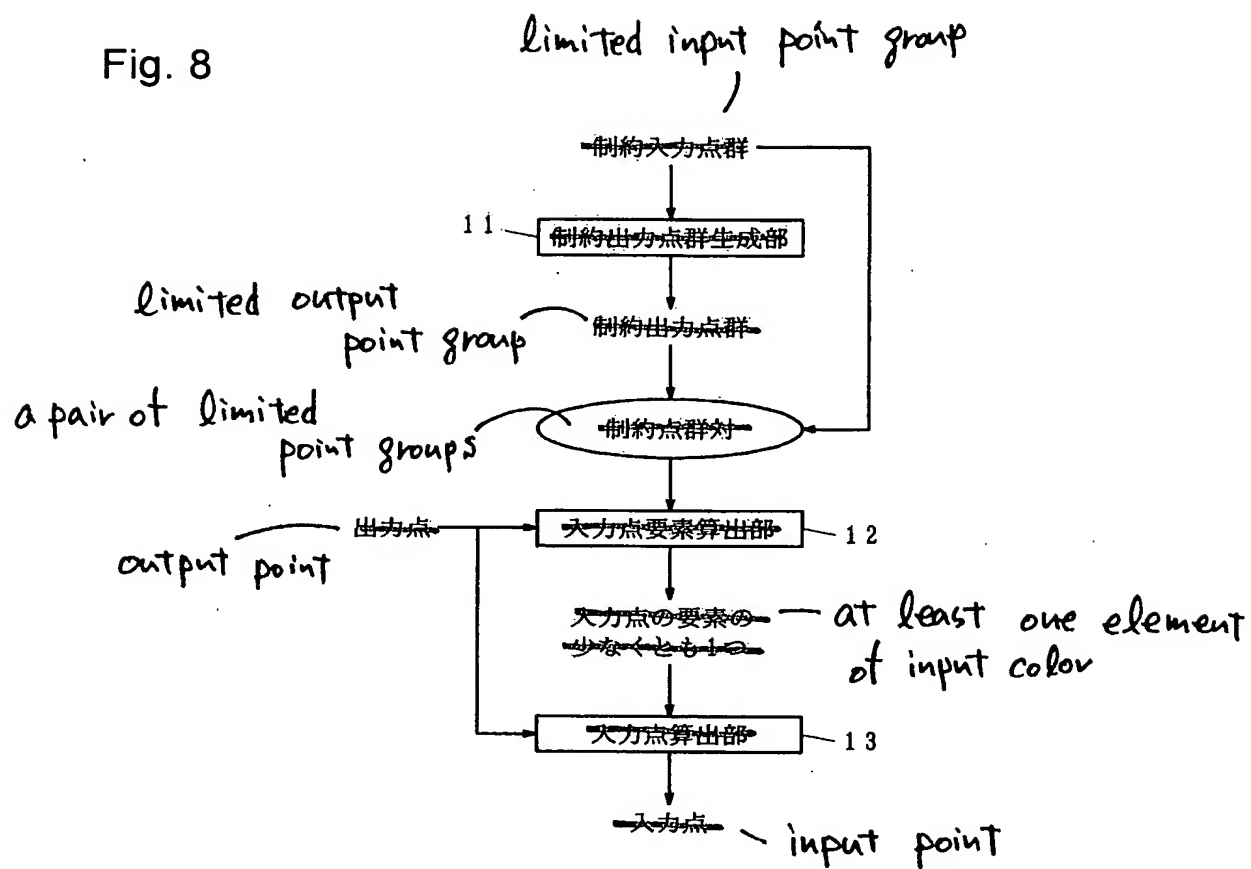 Fig. 8
limited input point group
制約入力点群
11
制約出力点群生成部
limited output
point group
制約出力点群
a pair of limited
point groups
制約点群対
出力点
output point
入力点要素算出部
12
入力点の要素の
少なくとも1つ
at least one element
of input color
入力点算出部
13
入力点
input point